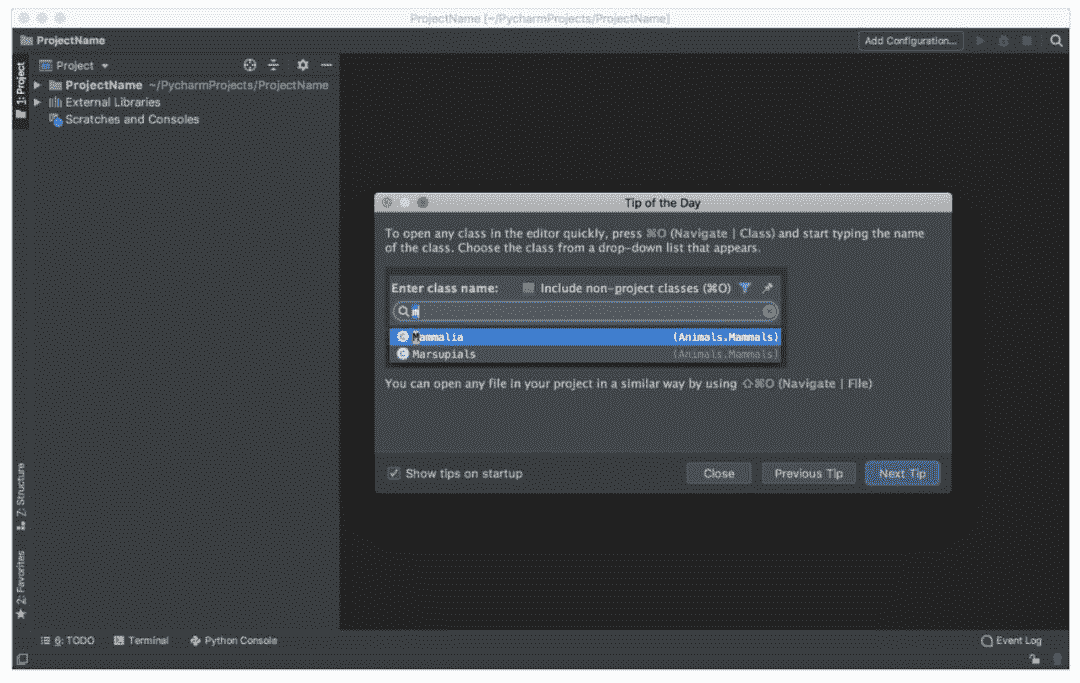 ProjectName [~/PycharmProjects/ProjectName]
ProjectName
Add Configuration...
1: Project
Project
ProjectName ~/PycharmProjects/ProjectName
External Libraries
Scratches and Consoles
Tip of the Day
To open any class in the editor quickly, press ⌘O (Navigate | Class) and start typing the name
of the class. Choose the class from a drop-down list that appears.
Enter class name: Include non-project classes (⌘O)
m
Mammalia (Animals.Mammals)
Marsupials (Animals.Mammals)
You can open any file in your project in a similar way by using ⇧⌘O (Navigate | File)
Show tips on startup
Close
Previous Tip
Next Tip
7: Structure
2: Favorites
6: TODO
Terminal
Python Console
Event Log